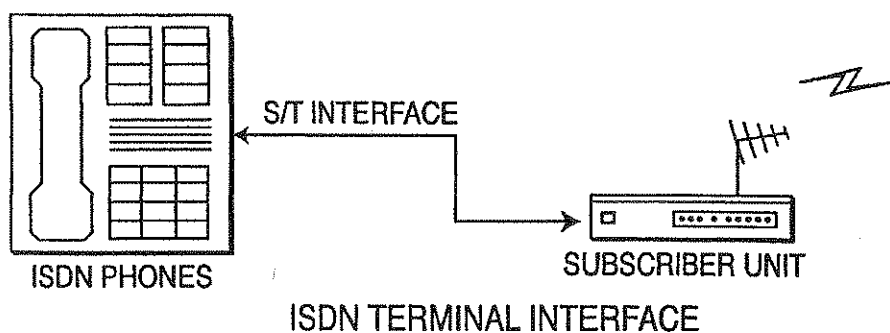 S/T INTERFACE
ISDN PHONES
SUBSCRIBER UNIT
ISDN TERMINAL INTERFACE